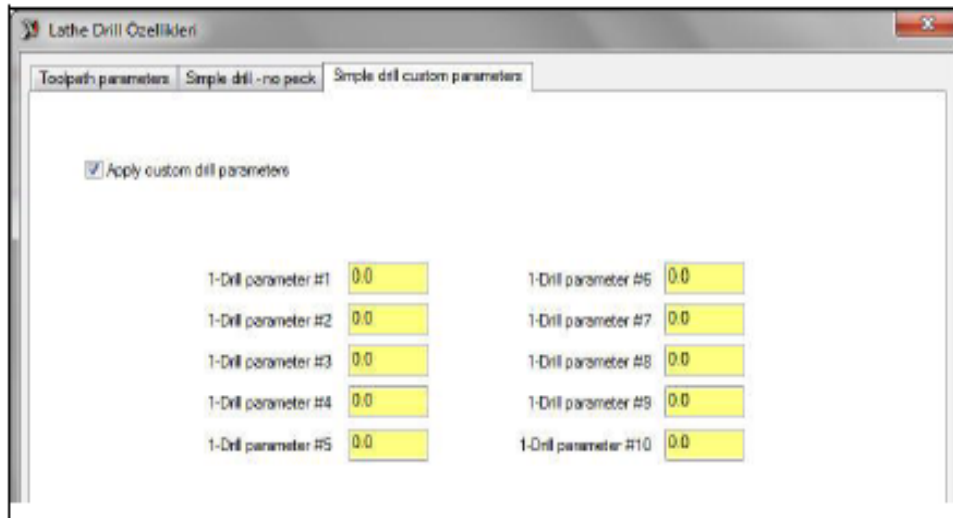 Lathe Drill Özellikleri
Toolpath parameters Simple drill - no peck Simple drill custom parameters
Apply custom drill parameters
1-Drill parameter #1 0.0 1-Drill parameter #6 0.0
1-Drill parameter #2 0.0 1-Drill parameter #7 0.0
1-Drill parameter #3 0.0 1-Drill parameter #8 0.0
1-Drill parameter #4 0.0 1-Drill parameter #9 0.0
1-Drill parameter #5 0.0 1-Drill parameter #10 0.0